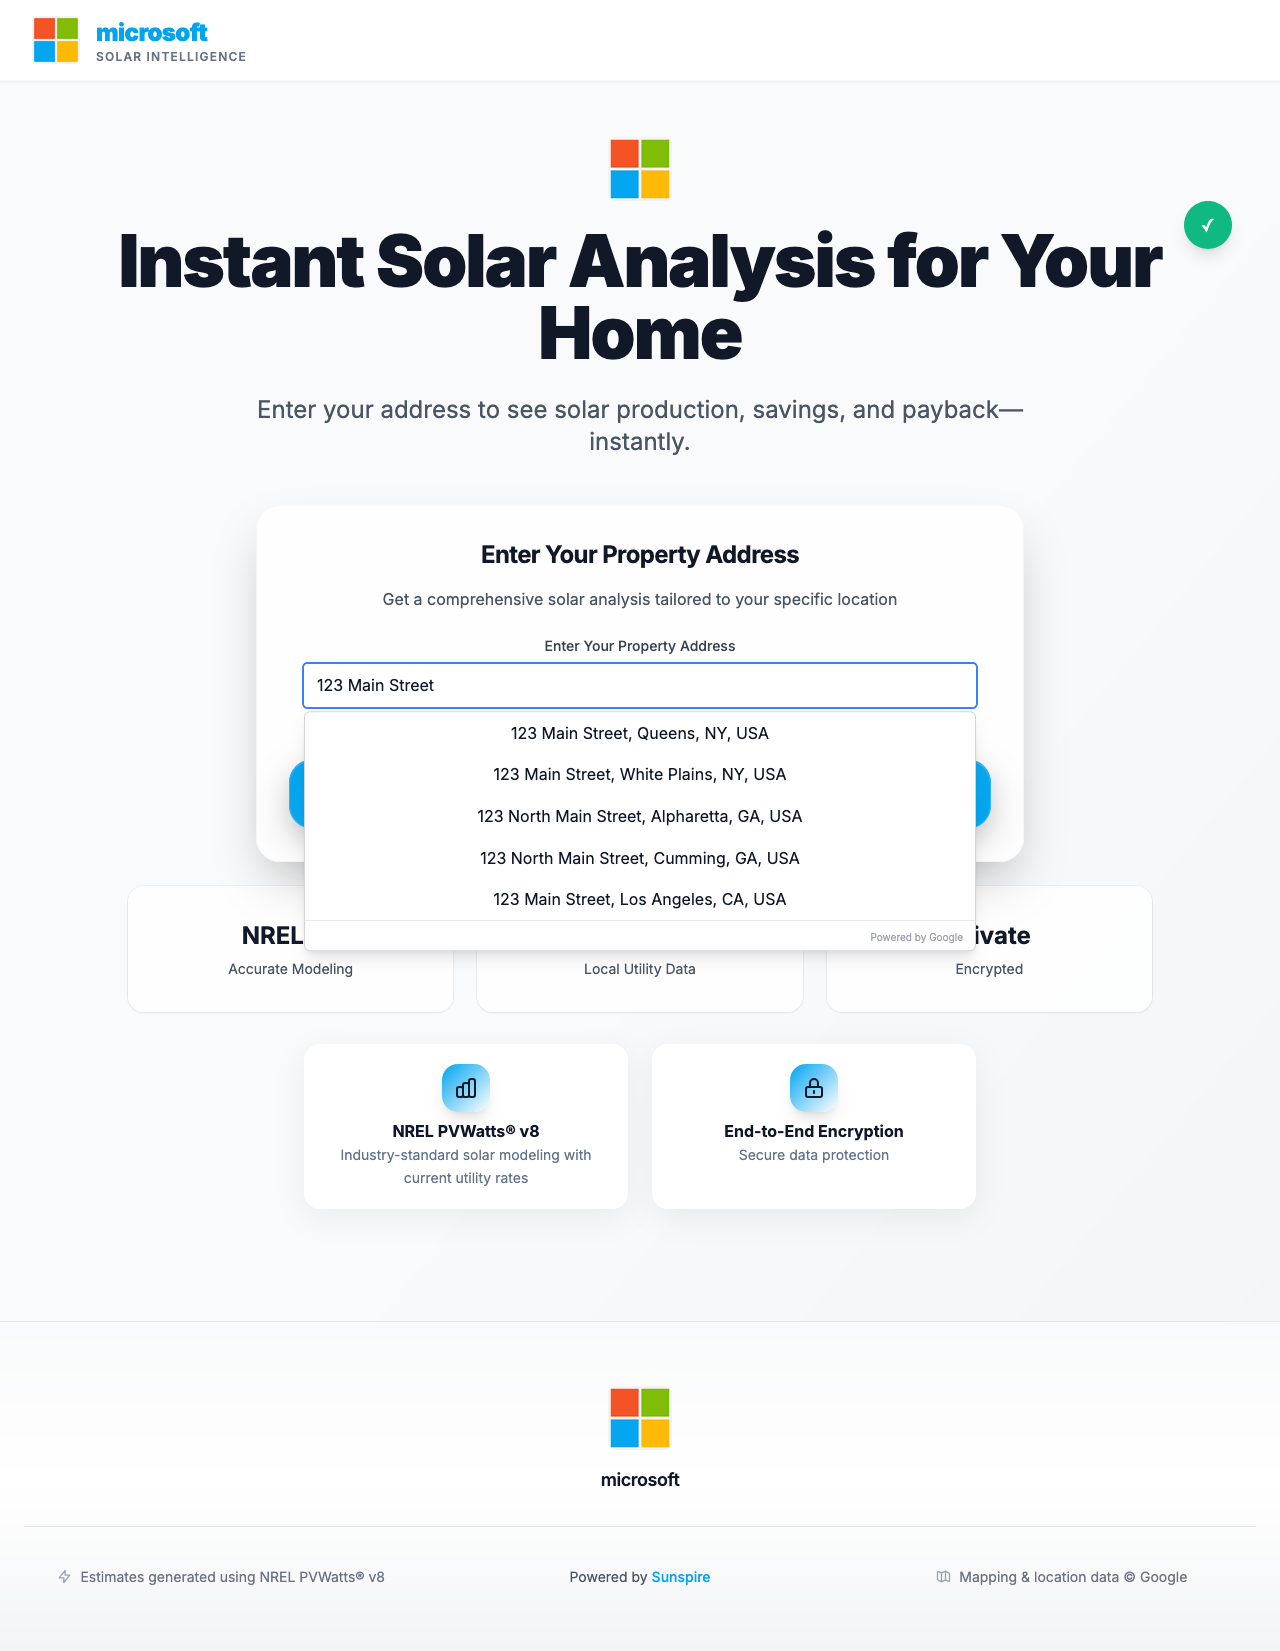 microsoft
SOLAR INTELLIGENCE
Instant Solar Analysis for Your
Home
Enter your address to see solar production, savings, and payback—
instantly.
Enter Your Property Address
Get a comprehensive solar analysis tailored to your specific location
Enter Your Property Address
123 Main Street
123 Main Street, Queens, NY, USA
123 Main Street, White Plains, NY, USA
123 North Main Street, Alpharetta, GA, USA
123 North Main Street, Cumming, GA, USA
123 Main Street, Los Angeles, CA, USA
Powered by Google
NREL
Accurate Modeling
Local Utility Data
ivate
Encrypted
NREL PVWatts® v8
Industry-standard solar modeling with
current utility rates
End-to-End Encryption
Secure data protection
microsoft
Estimates generated using NREL PVWatts® v8
Powered by Sunspire
Mapping & location data © Google